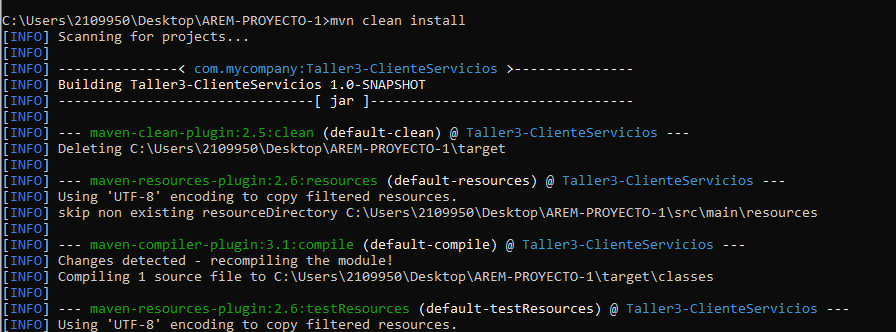 C:\Users\2109950\Desktop\AREM-PROYECTO-1>mvn clean install
[INFO] Scanning for projects...
[INFO]
[INFO] ---------------< com.mycompany:Taller3-ClienteServicios >---------------
[INFO] Building Taller3-ClienteServicios 1.0-SNAPSHOT
[INFO] --------------------------------[ jar ]---------------------------------
[INFO]
[INFO] --- maven-clean-plugin:2.5:clean (default-clean) @ Taller3-ClienteServicios ---
[INFO] Deleting C:\Users\2109950\Desktop\AREM-PROYECTO-1\target
[INFO]
[INFO] --- maven-resources-plugin:2.6:resources (default-resources) @ Taller3-ClienteServicios ---
[INFO] Using 'UTF-8' encoding to copy filtered resources.
[INFO] skip non existing resourceDirectory C:\Users\2109950\Desktop\AREM-PROYECTO-1\src\main\resources
[INFO]
[INFO] --- maven-compiler-plugin:3.1:compile (default-compile) @ Taller3-ClienteServicios ---
[INFO] Changes detected - recompiling the module!
[INFO] Compiling 1 source file to C:\Users\2109950\Desktop\AREM-PROYECTO-1\target\classes
[INFO]
[INFO] --- maven-resources-plugin:2.6:testResources (default-testResources) @ Taller3-ClienteServicios ---
[INFO] Using 'UTF-8' encoding to copy filtered resources.